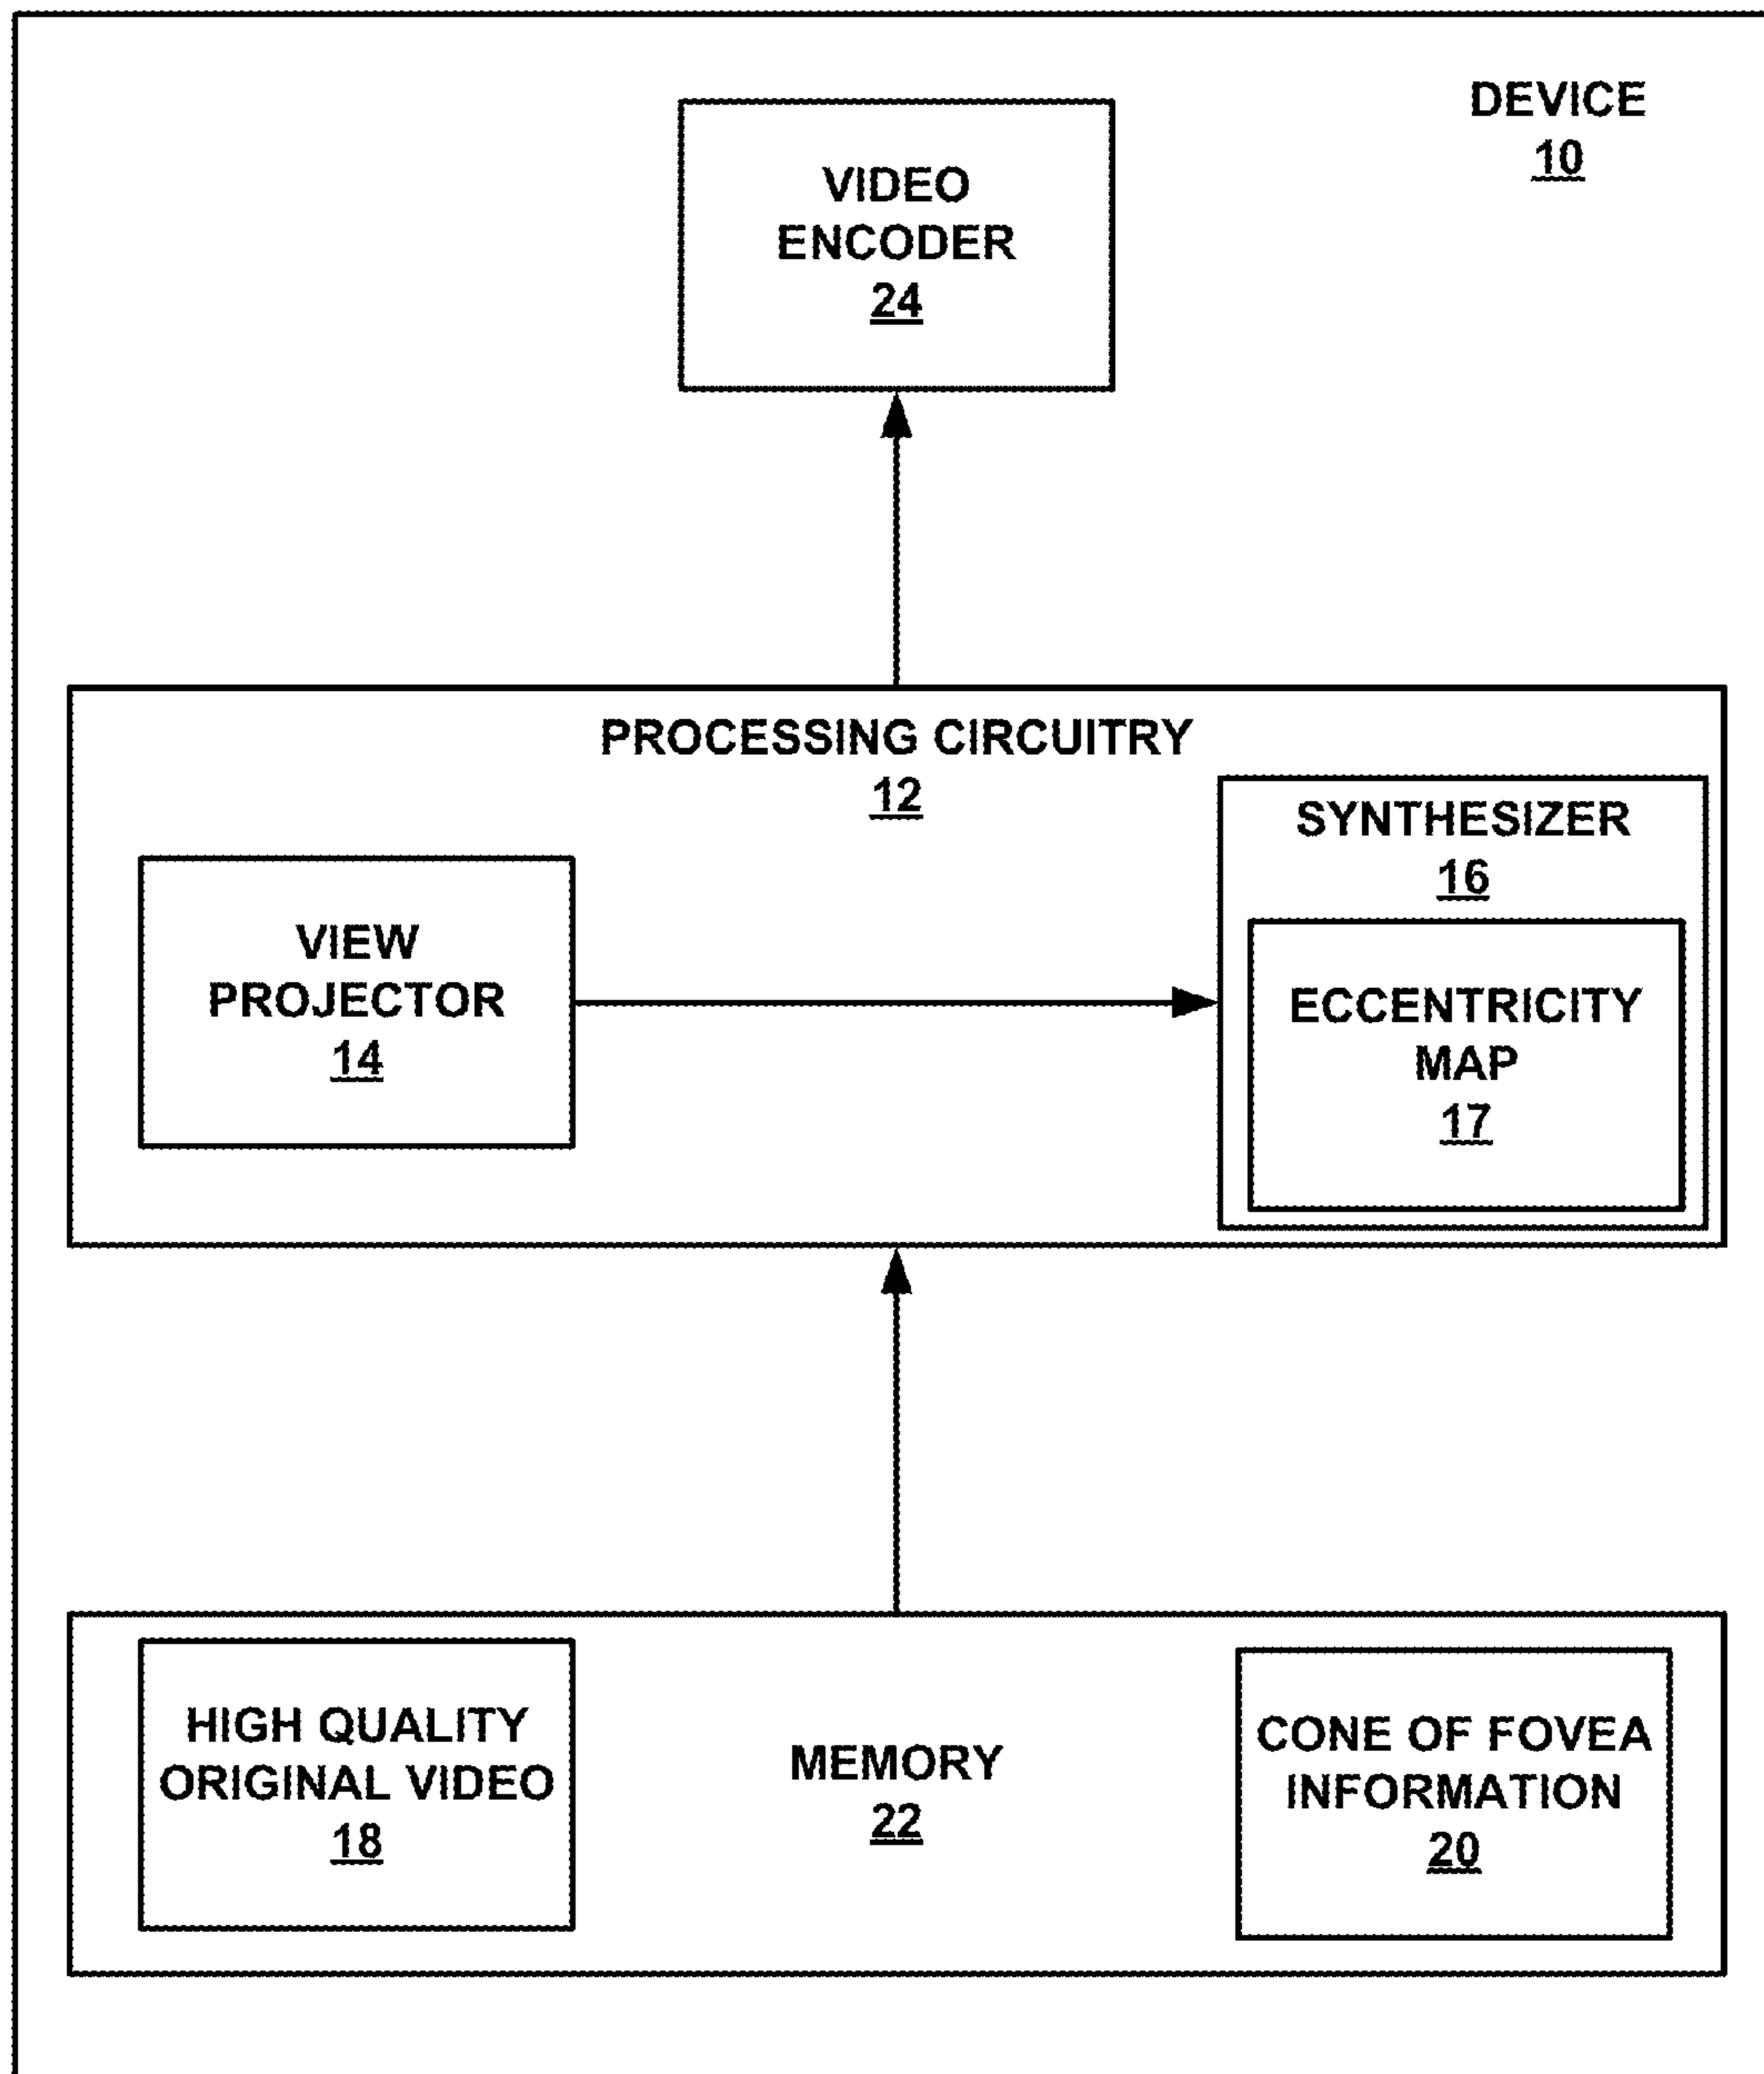 DEVICE
10
VIDEO
ENCODER
24
PROCESSING CIRCUITRY
12
SYNTHESIZER
16
VIEW
PROJECTOR
14
ECCENTRICITY
MAP
17
HIGH QUALITY
ORIGINAL VIDEO
18
MEMORY
22
CONE OF FOVEA
INFORMATION
20